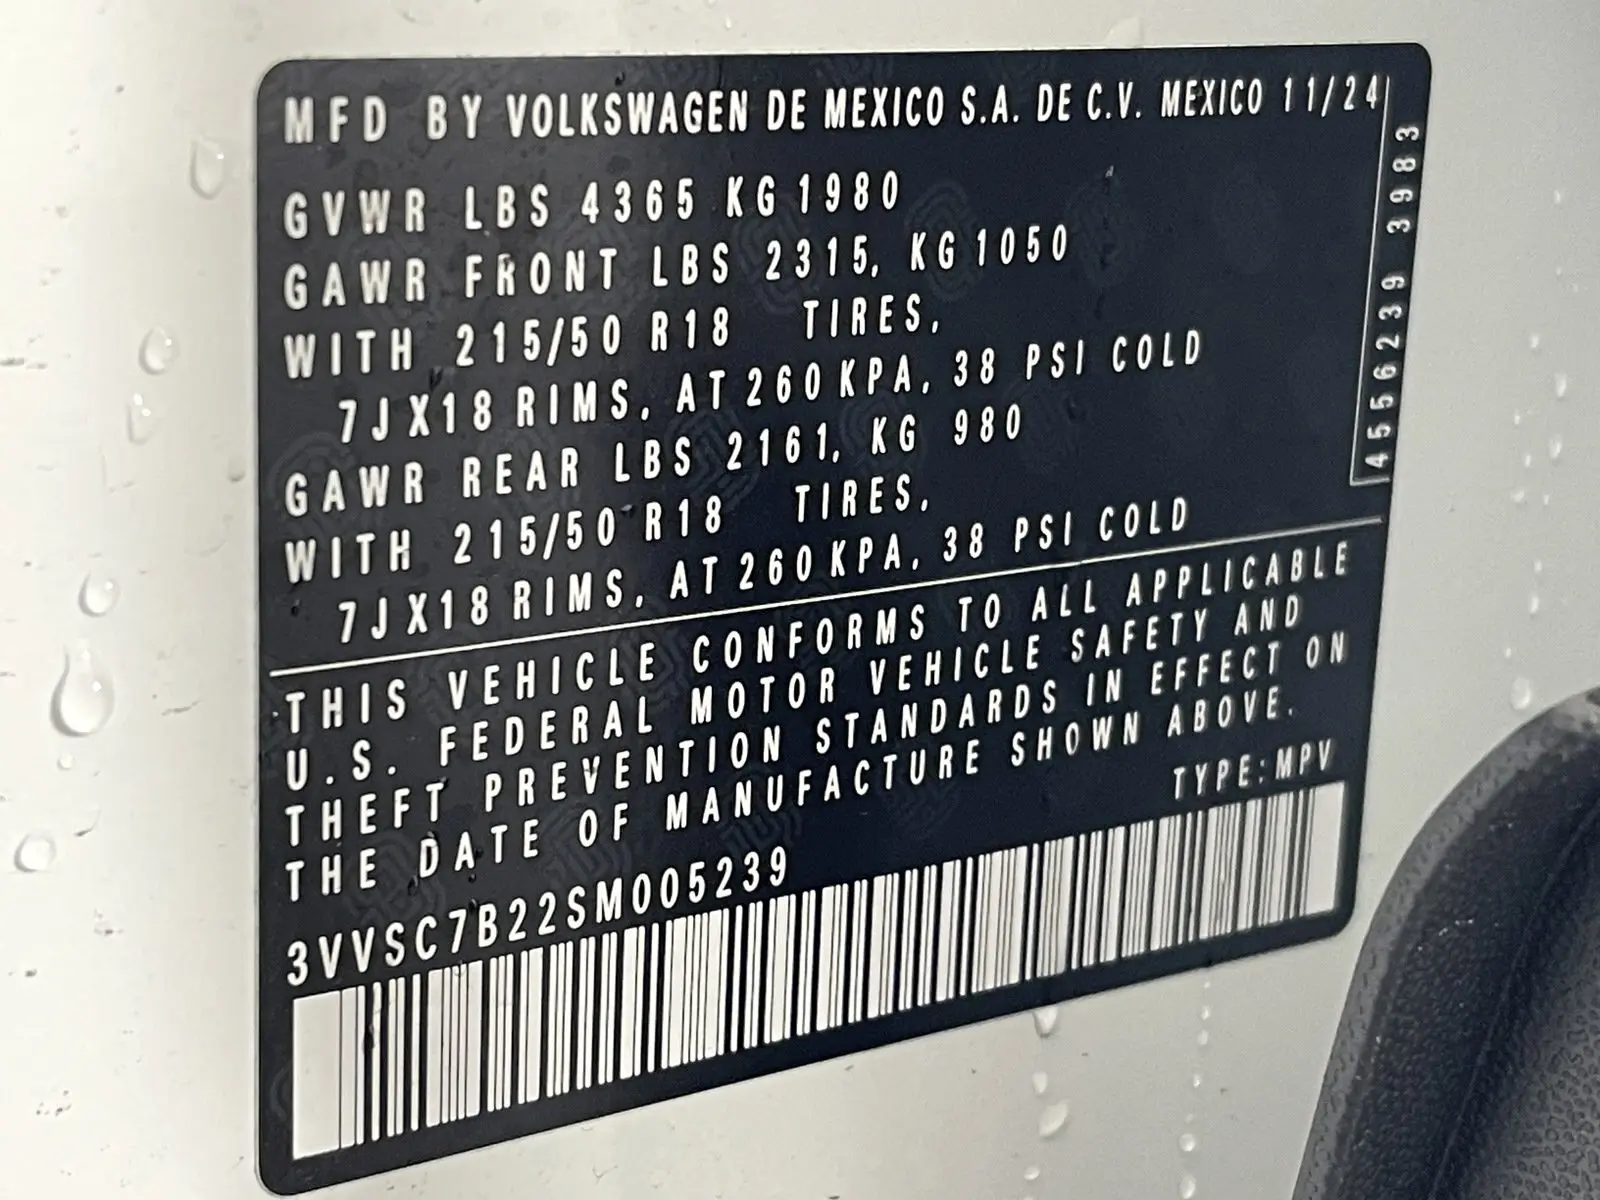 MFD BY VOLKSWAGEN DE MEXICO S.A. DE C.V. MEXICO 11/24
GVWR LBS 4365 KG 1980
GAWR FRONT LBS 2315, KG 1050
WITH 215/50 R18 TIRES,
7J X18 RIMS, AT 260 KPA, 38 PSI COLD
GAWR REAR LBS 2161, KG 980
WITH 215/50 R18 TIRES,
7J X18 RIMS, AT 260 KPA, 38 PSI COLD
4556239 3983
THIS VEHICLE CONFORMS TO ALL APPLICABLE
U.S. FEDERAL MOTOR VEHICLE SAFETY AND
THEFT PREVENTION STANDARDS IN EFFECT ON
THE DATE OF MANUFACTURE SHOWN ABOVE.
TYPE: MPV
3VVSC7B22SM005239